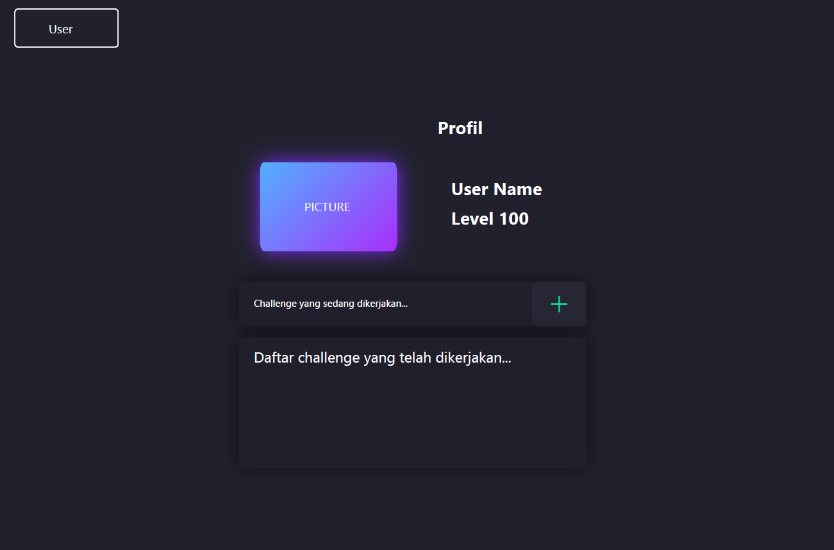 User
Profil
PICTURE
User Name
Level 100
Challenge yang sedang dikerjakan...
Daftar challenge yang telah dikerjakan...